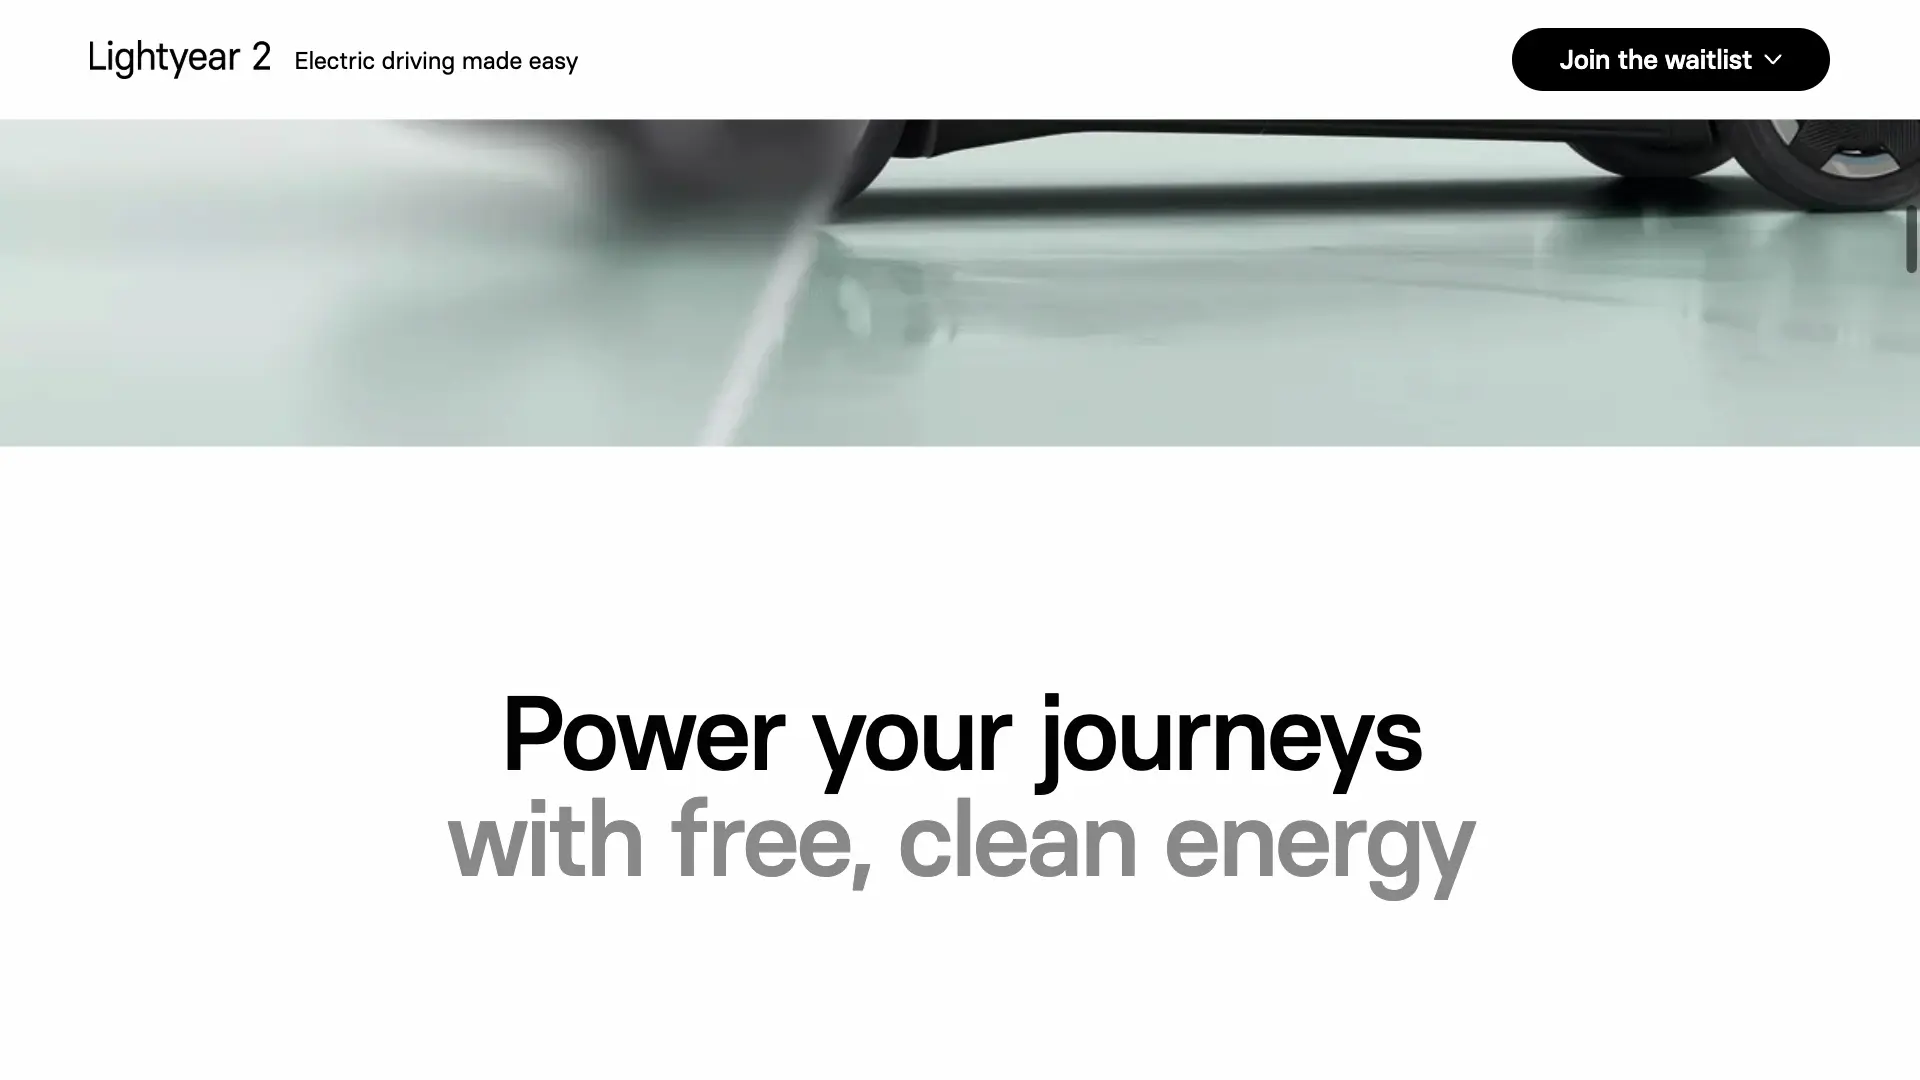 Lightyear 2 Electric driving made easy
Join the waitlist
Power your journeys
with free, clean energy